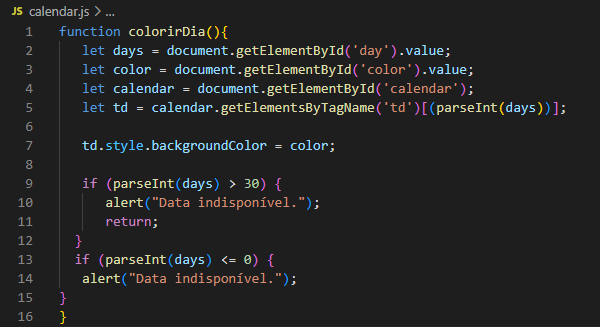 JS calendar.js > ...
1 function colorirDia(){
2 let days = document.getElementById('day').value;
3 let color = document.getElementById('color').value;
4 let calendar = document.getElementById('calendar');
5 let td = calendar.getElementsByTagName('td')[(parseInt(days))];
6
7 td.style.backgroundColor = color;
8
9 if (parseInt(days) > 30) {
10 alert("Data indisponível.");
11 return;
12 }
13 if (parseInt(days) <= 0) {
14 alert("Data indisponível.");
15 }
16 }